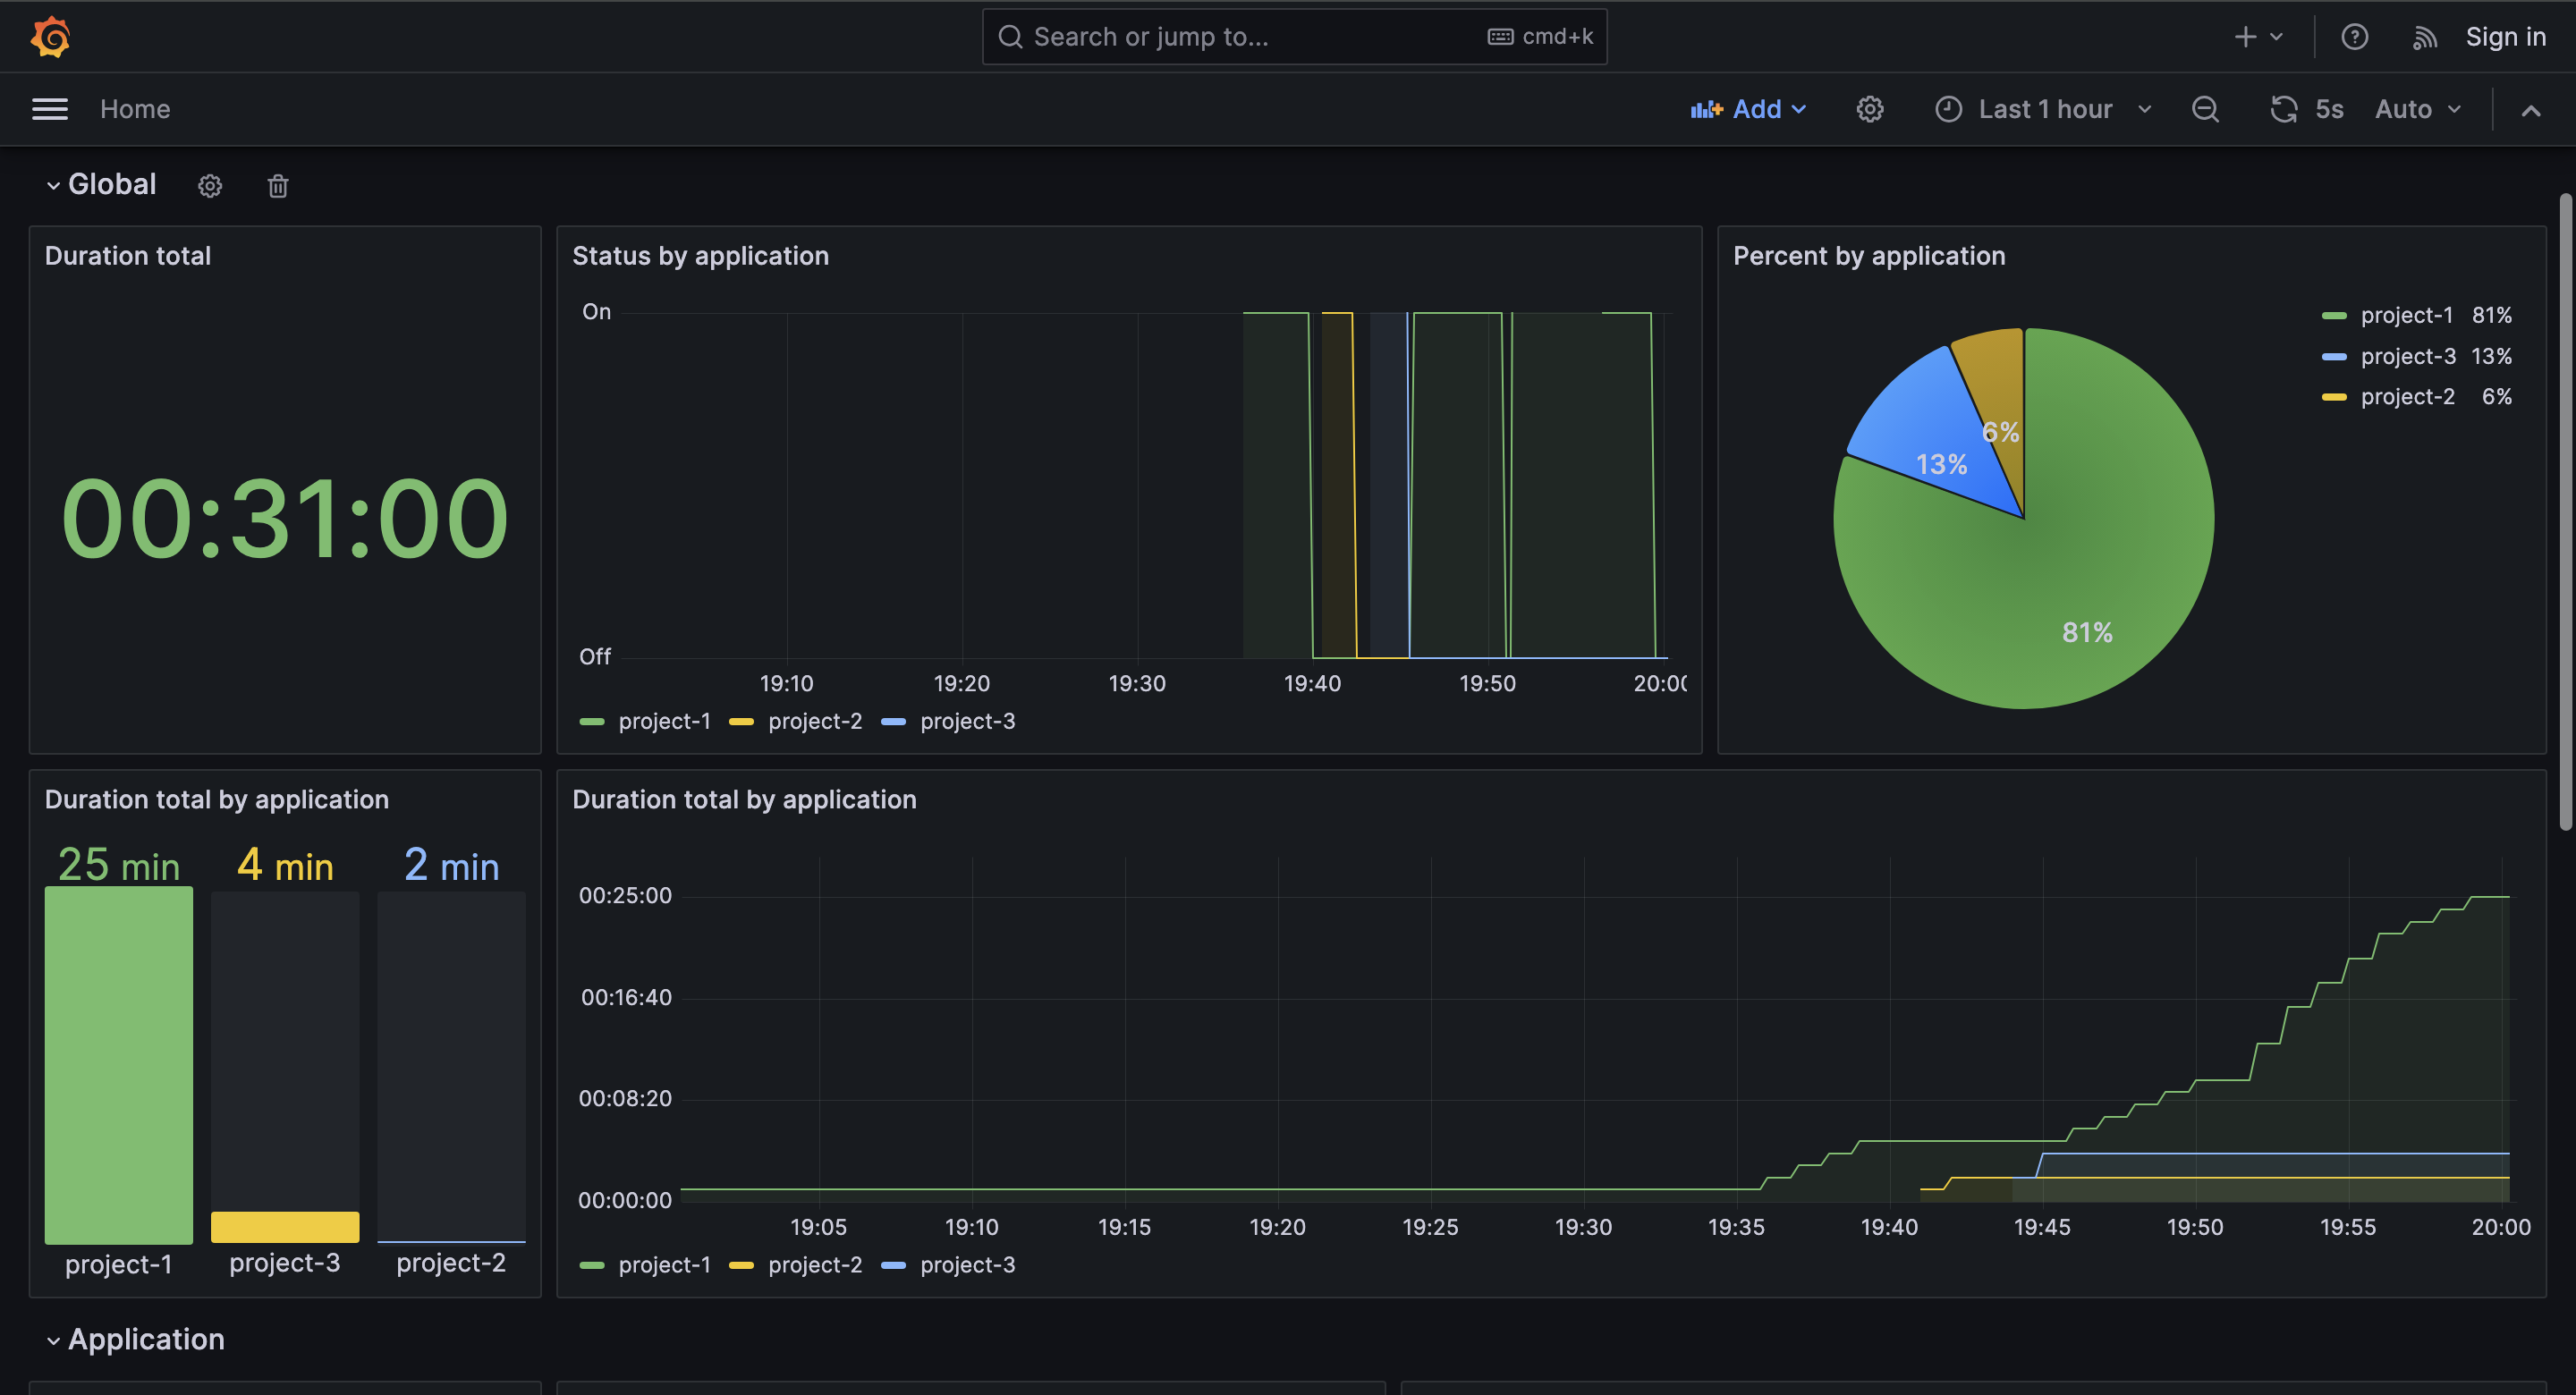 Search or jump to... cmd+k
Sign in
Home
Add
Last 1 hour
5s
Auto
Global
Duration total
00:31:00
Status by application
On
Off
19:10 19:20 19:30 19:40 19:50 20:00
project-1 project-2 project-3
Percent by application
6%
13%
81%
project-1 81%
project-3 13%
project-2 6%
Duration total by application
25 min 4 min 2 min
project-1 project-3 project-2
Duration total by application
00:25:00
00:16:40
00:08:20
00:00:00
19:05 19:10 19:15 19:20 19:25 19:30 19:35 19:40 19:45 19:50 19:55 20:00
project-1 project-2 project-3
Application